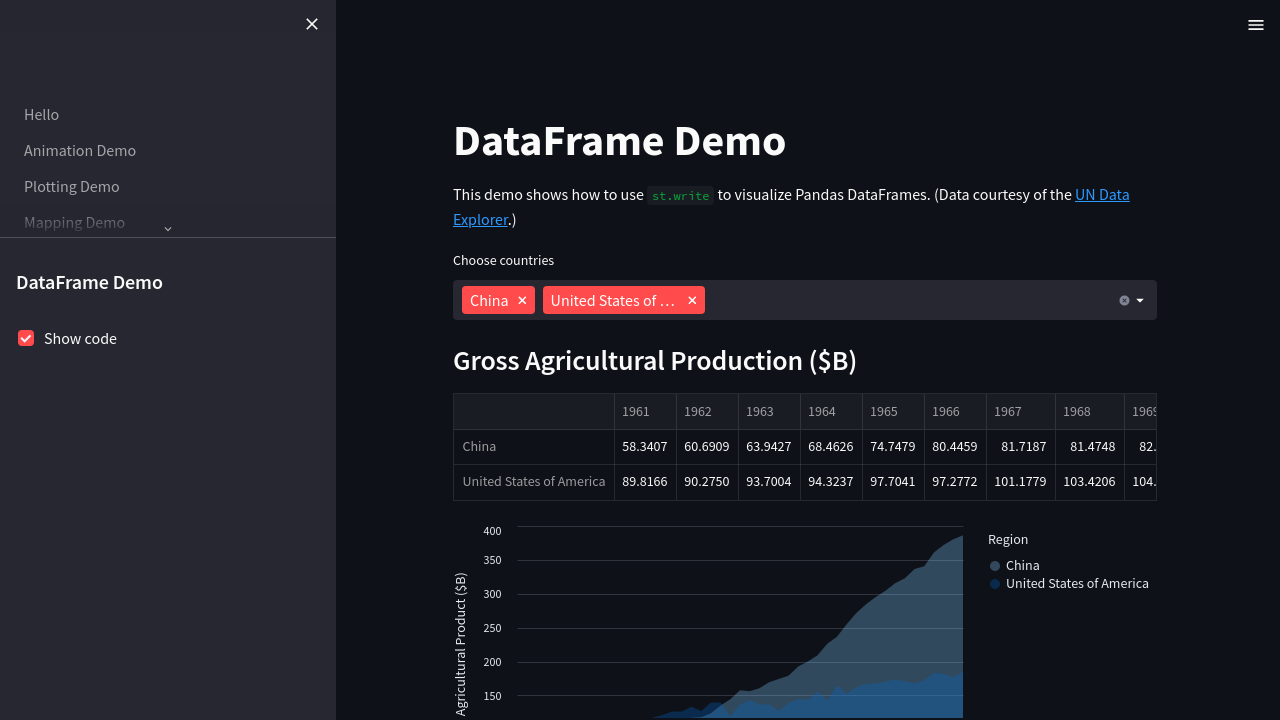 Hello
Animation Demo
Plotting Demo
Mapping Demo
DataFrame Demo
Show code
DataFrame Demo
This demo shows how to use st.write to visualize Pandas DataFrames. (Data courtesy of the UN Data
Explorer.)
Choose countries
China United States of …
Gross Agricultural Production ($B)
1961 1962 1963 1964 1965 1966 1967 1968 1969
China 58.3407 60.6909 63.9427 68.4626 74.7479 80.4459 81.7187 81.4748 82.
United States of America 89.8166 90.2750 93.7004 94.3237 97.7041 97.2772 101.1779 103.4206 104.
400
350
300
250
200
150
Agricultural Product ($B)
Region
China
United States of America